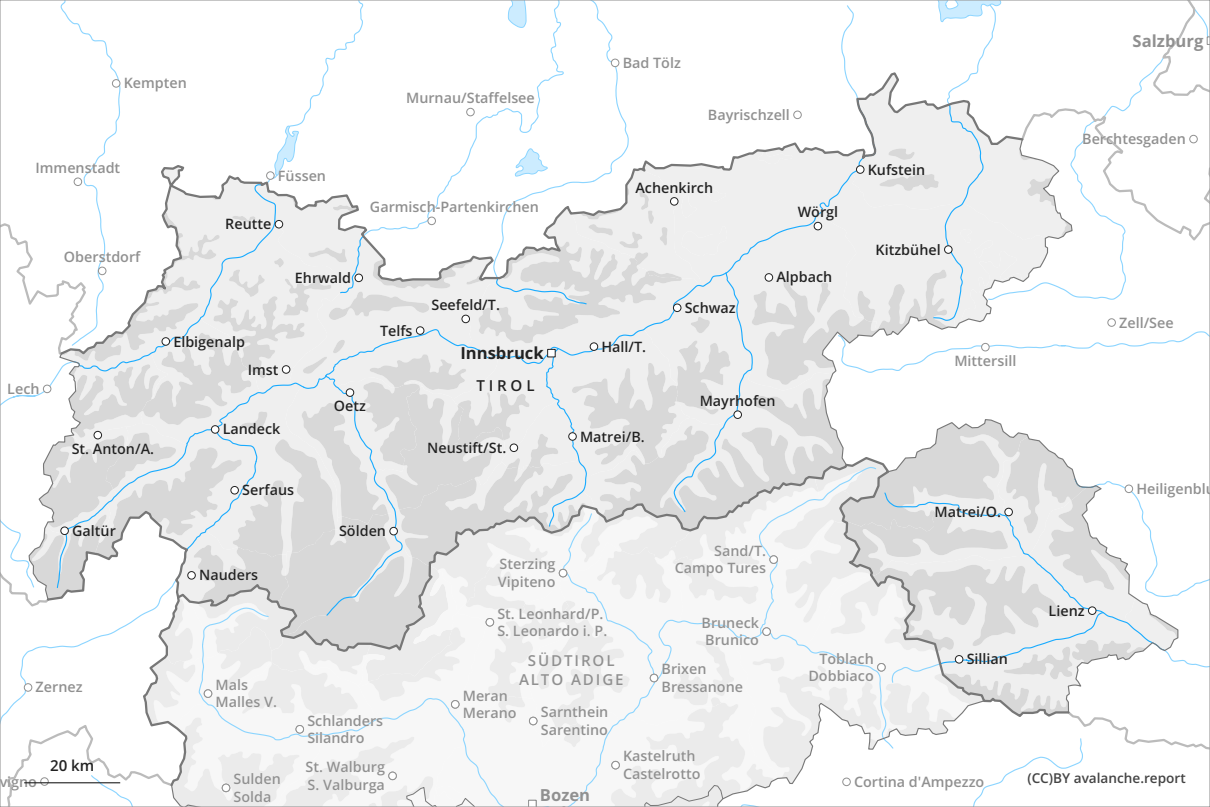 Salzburg
Bad Tölz
Kempten
Murnau/Staffelsee
Bayrischzell
Berchtesgaden
Immenstadt
Füssen
Kufstein
Achenkirch
Garmisch-Partenkirchen
Wörgl
Reutte
Kitzbühel
Oberstdorf
Ehrwald
Alpbach
Seefeld/T.
Schwaz
Zell/See
Telfs
Elbigenalp
Hall/T.
Innsbruck
Mittersill
Imst
TIROL
Lech
Oetz
Mayrhofen
Landeck
Matrei/B.
St. Anton/A.
Neustift/St.
Serfaus
Heiligenblu
Matrei/O.
Galtür
Sölden
Sand/T.
Campo Tures
Sterzing
Vipiteno
Nauders
Lienz
St. Leonhard/P.
S. Leonardo i. P.
Bruneck
Brunico
SÜDTIROL
ALTO ADIGE
Toblach
Dobbiaco
Sillian
Brixen
Bressanone
Zernez
Mals
Malles V.
Meran
Merano
Sarnthein
Sarentino
Schlanders
Silandro
Kastelruth
Castelrotto
St. Walburg
S. Valburga
20 km
vigno
Sulden
Solda
Cortina d'Ampezzo
(CC)BY avalanche.report
Bozen